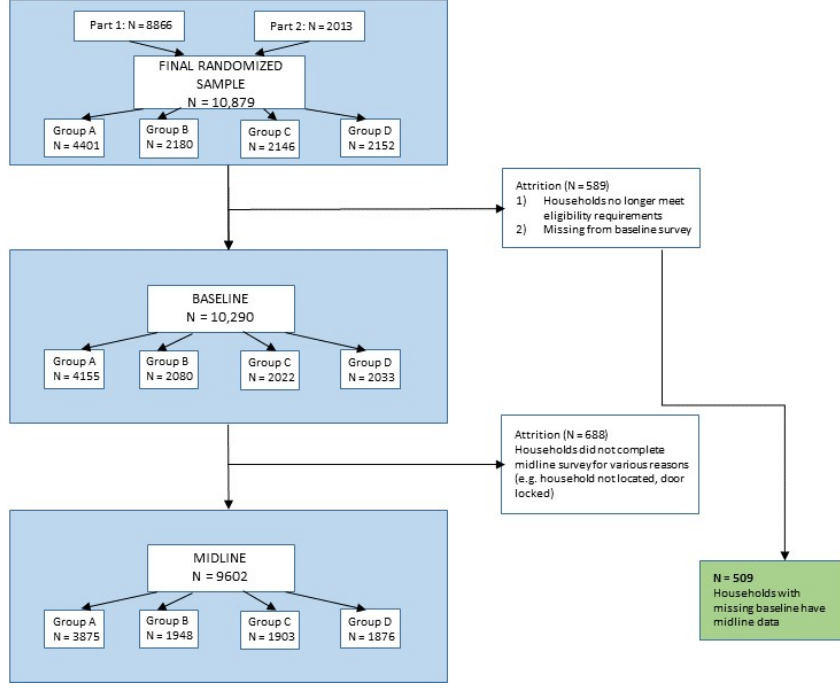 Part 1: N = 8866
Part 2: N = 2013
FINAL RANDOMIZED
SAMPLE
N = 10,879
Group A
N = 4401
Group B
N = 2180
Group C
N = 2146
Group D
N = 2152
Attrition (N = 589)
1) Households no longer meet
eligibility requirements
2) Missing from baseline survey
BASELINE
N = 10,290
Group A
N = 4155
Group B
N = 2080
Group C
N = 2022
Group D
N = 2033
Attrition (N = 688)
Households did not complete
midline survey for various reasons
(e.g. household not located, door
locked)
MIDLINE
N = 9602
Group A
N = 3875
Group B
N = 1948
Group C
N = 1903
Group D
N = 1876
N = 509
Households with
missing baseline have
midline data